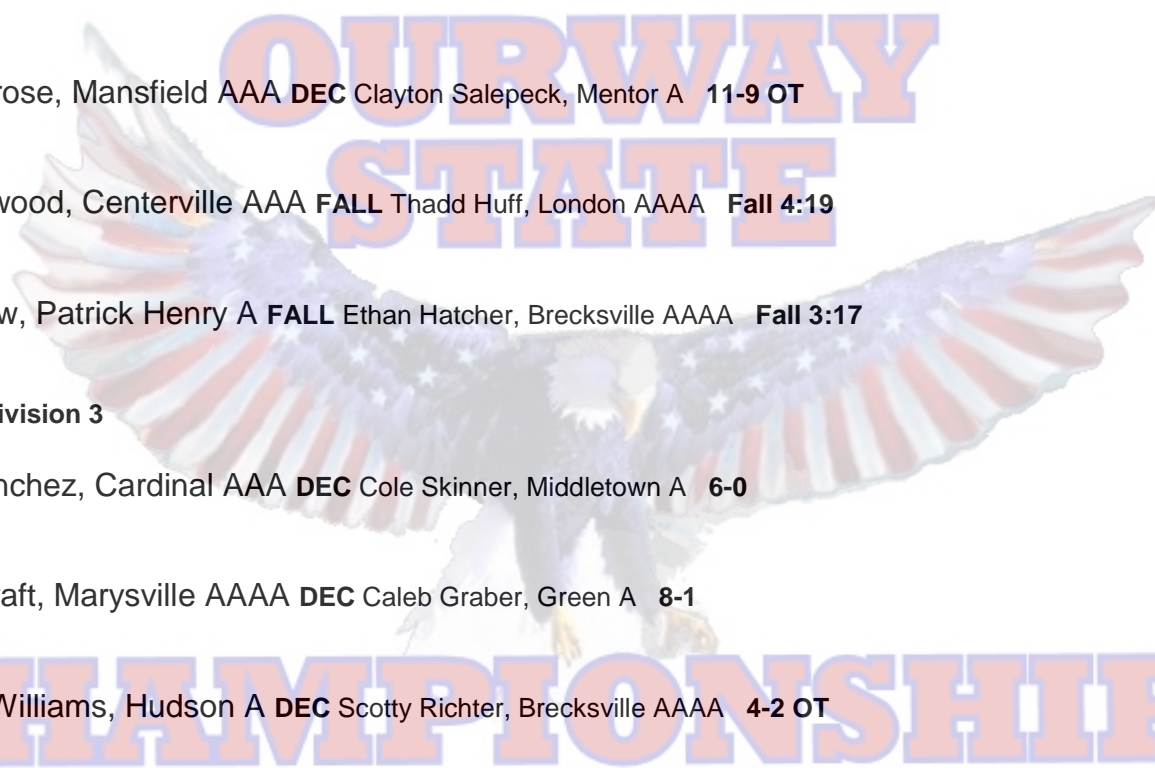 OURWAY
rose, Mansfield AAA DEC Clayton Salepeck, Mentor A 11-9 OT
STATE
wood, Centerville AAA FALL Thadd Huff, London AAAA Fall 4:19
w, Patrick Henry A FALL Ethan Hatcher, Brecksville AAAA Fall 3:17
ivision 3
nchez, Cardinal AAA DEC Cole Skinner, Middletown A 6-0
aft, Marysville AAAA DEC Caleb Graber, Green A 8-1
Williams, Hudson A DEC Scotty Richter, Brecksville AAAA 4-2 OT
HAMPIONSHI